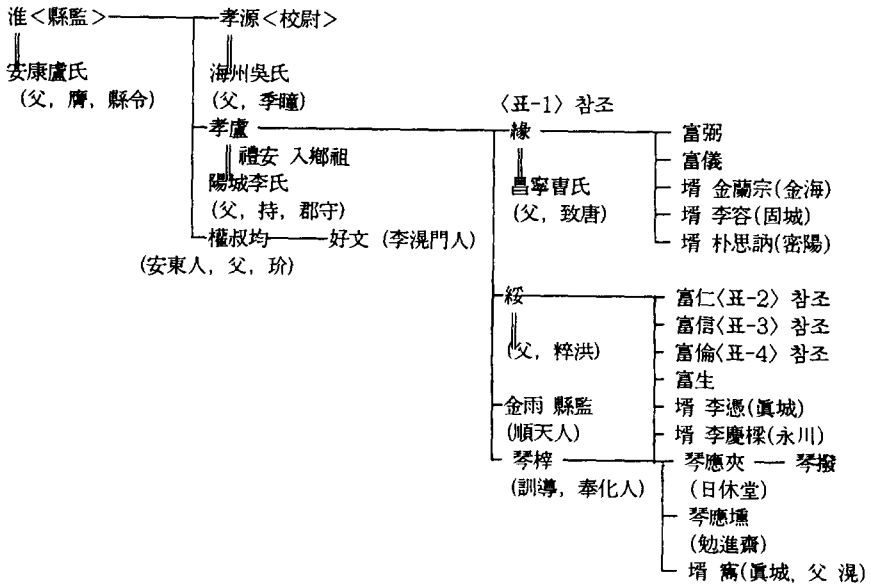 淮<縣監> 孝源<校尉>
安康盧氏 海州吳氏
(父, 膺, 縣令) (父, 季瞳) 〈표-1〉 참조
孝盧 緣 富弼
禮安 入鄕祖 富儀
陽城李氏 昌寧曺氏 壻 金蘭宗(金海)
(父, 持, 郡守) (父, 致唐) 壻 李容(固城)
權叔均 好文 (李滉門人) 壻 朴思訥(密陽)
(安東人, 父, 玠)
綏 富仁〈표-2〉 참조
富信〈표-3〉 참조
(父, 粹洪) 富倫〈표-4〉 참조
富生
金雨 縣監 壻 李憑(眞城)
(順天人) 壻 李慶樑(永川)
琴梓 琴應夾 琴撥
(訓導, 奉化人) (日休堂)
琴應壎
(勉進齋)
壻 寯(眞城, 父 滉)